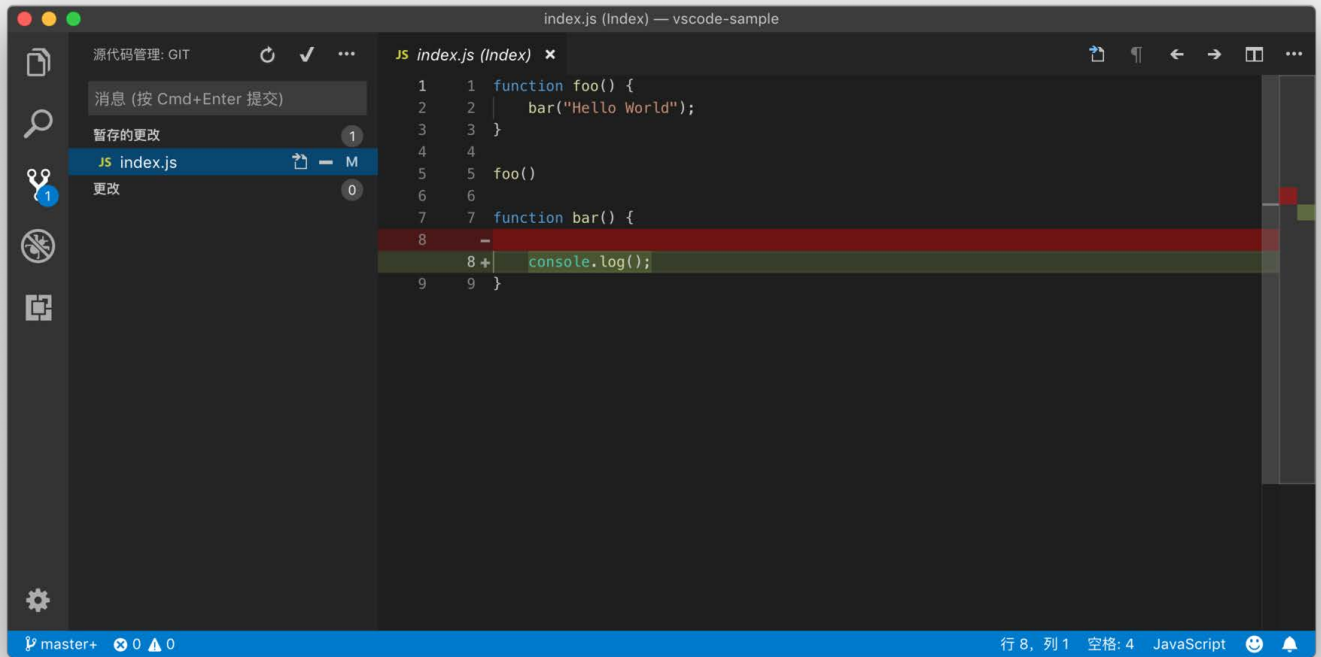 index.js (Index) — vscode-sample
源代码管理: GIT
消息 (按 Cmd+Enter 提交)
暂存的更改 1
JS index.js M
更改 0
1
JS index.js (Index)
1 1 function foo() {
2 2 bar("Hello World");
3 3 }
4 4
5 5 foo()
6 6
7 7 function bar() {
8 -
8 + console.log();
9 9 }
master+ 0 0 行 8, 列 1 空格: 4 JavaScript